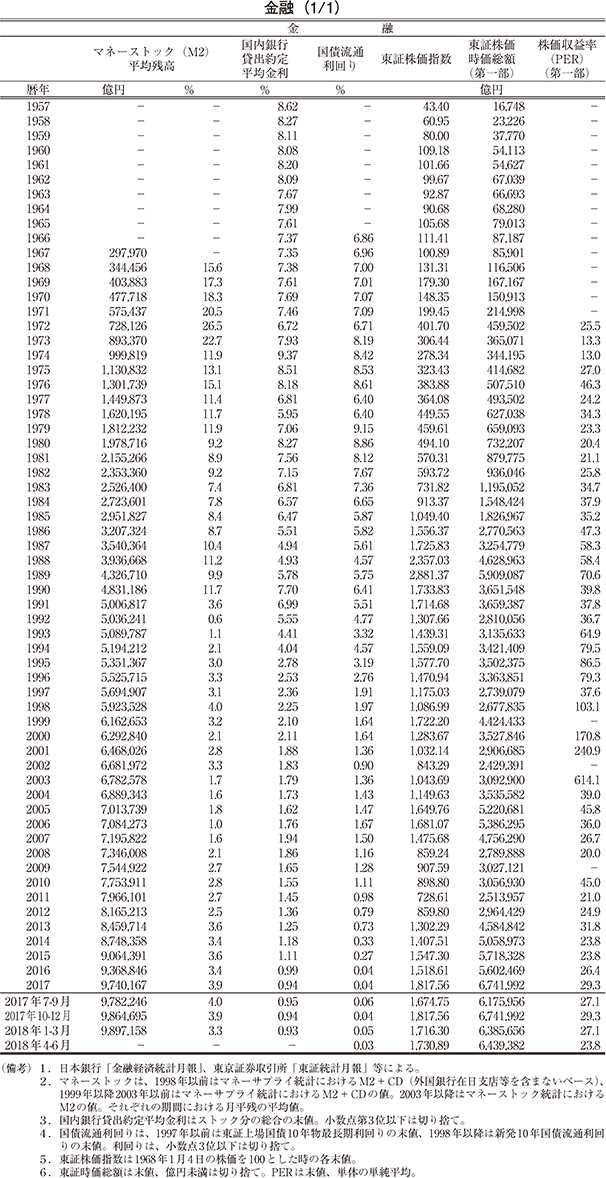 金融（1/1）
金　融
マネーストック（M2）平均残高　国内銀行貸出約定平均金利　国債流通利回り　東証株価指数　東証株価時価総額（第一部）　株価収益率（PER）（第一部）
暦年　億円　%　%　%　億円
1957 − − 8.62 − 43.40 16,748 −
1958 − − 8.27 − 60.95 23,226 −
1959 − − 8.11 − 80.00 37,770 −
1960 − − 8.08 − 109.18 54,113 −
1961 − − 8.20 − 101.66 54,627 −
1962 − − 8.09 − 99.67 67,039 −
1963 − − 7.67 − 92.87 66,693 −
1964 − − 7.99 − 90.68 68,280 −
1965 − − 7.61 − 105.68 79,013 −
1966 − − 7.37 6.86 111.41 87,187 −
1967 297,970 − 7.35 6.96 100.89 85,901 −
1968 344,456 15.6 7.38 7.00 131.31 116,506 −
1969 403,883 17.3 7.61 7.01 179.30 167,167 −
1970 477,718 18.3 7.69 7.07 148.35 150,913 −
1971 575,437 20.5 7.46 7.09 199.45 214,998 −
1972 728,126 26.5 6.72 6.71 401.70 459,502 25.5
1973 893,370 22.7 7.93 8.19 306.44 365,071 13.3
1974 999,819 11.9 9.37 8.42 278.34 344,195 13.0
1975 1,130,832 13.1 8.51 8.53 323.43 414,682 27.0
1976 1,301,739 15.1 8.18 8.61 383.88 507,510 46.3
1977 1,449,873 11.4 6.81 6.40 364.08 493,502 24.2
1978 1,620,195 11.7 5.95 6.40 449.55 627,038 34.3
1979 1,812,232 11.9 7.06 9.15 459.61 659,093 23.3
1980 1,978,716 9.2 8.27 8.86 494.10 732,207 20.4
1981 2,155,266 8.9 7.56 8.12 570.31 879,775 21.1
1982 2,353,360 9.2 7.15 7.67 593.72 936,046 25.8
1983 2,526,400 7.4 6.81 7.36 731.82 1,195,052 34.7
1984 2,723,601 7.8 6.57 6.65 913.37 1,548,424 37.9
1985 2,951,827 8.4 6.47 5.87 1,049.40 1,826,967 35.2
1986 3,207,324 8.7 5.51 5.82 1,556.37 2,770,563 47.3
1987 3,540,364 10.4 4.94 5.61 1,725.83 3,254,779 58.3
1988 3,936,668 11.2 4.93 4.57 2,357.03 4,628,963 58.4
1989 4,326,710 9.9 5.78 5.75 2,881.37 5,909,087 70.6
1990 4,831,186 11.7 7.70 6.41 1,733.83 3,651,548 39.8
1991 5,006,817 3.6 6.99 5.51 1,714.68 3,659,387 37.8
1992 5,036,241 0.6 5.55 4.77 1,307.66 2,810,056 36.7
1993 5,089,787 1.1 4.41 3.32 1,439.31 3,135,633 64.9
1994 5,194,212 2.1 4.04 4.57 1,559.09 3,421,409 79.5
1995 5,351,367 3.0 2.78 3.19 1,577.70 3,502,375 86.5
1996 5,525,715 3.3 2.53 2.76 1,470.94 3,363,851 79.3
1997 5,694,907 3.1 2.36 1.91 1,175.03 2,739,079 37.6
1998 5,923,528 4.0 2.25 1.97 1,086.99 2,677,835 103.1
1999 6,162,653 3.2 2.10 1.64 1,722.20 4,424,433 −
2000 6,292,840 2.1 2.11 1.64 1,283.67 3,527,846 170.8
2001 6,468,026 2.8 1.88 1.36 1,032.14 2,906,685 240.9
2002 6,681,972 3.3 1.83 0.90 843.29 2,429,391 −
2003 6,782,578 1.7 1.79 1.36 1,043.69 3,092,900 614.1
2004 6,889,343 1.6 1.73 1.43 1,149.63 3,535,582 39.0
2005 7,013,739 1.8 1.62 1.47 1,649.76 5,220,681 45.8
2006 7,084,273 1.0 1.76 1.67 1,681.07 5,386,295 36.0
2007 7,195,822 1.6 1.94 1.50 1,475.68 4,756,290 26.7
2008 7,346,008 2.1 1.86 1.16 859.24 2,789,888 20.0
2009 7,544,922 2.7 1.65 1.28 907.59 3,027,121 −
2010 7,753,911 2.8 1.55 1.11 898.80 3,056,930 45.0
2011 7,966,101 2.7 1.45 0.98 728.61 2,513,957 21.0
2012 8,165,213 2.5 1.36 0.79 859.80 2,964,429 24.9
2013 8,459,714 3.6 1.25 0.73 1,302.29 4,584,842 31.8
2014 8,748,358 3.4 1.18 0.33 1,407.51 5,058,973 23.8
2015 9,064,391 3.6 1.11 0.27 1,547.30 5,718,328 23.8
2016 9,368,846 3.4 0.99 0.04 1,518.61 5,602,469 26.4
2017 9,740,167 3.9 0.94 0.04 1,817.56 6,741,992 29.3
2017年7-9月 9,782,246 4.0 0.95 0.06 1,674.75 6,175,956 27.1
2017年10-12月 9,864,695 3.9 0.94 0.04 1,817.56 6,741,992 29.3
2018年1-3月 9,897,158 3.3 0.93 0.05 1,716.30 6,385,656 27.1
2018年4-6月 − − − 0.03 1,730.89 6,439,382 23.8
（備考）1．日本銀行「金融経済統計月報」、東京証券取引所「東証統計月報」等による。
2．マネーストックは、1998年以前はマネーサプライ統計におけるM2＋CD（外国銀行在日支店等を含まないベース）、
1999年以降2003年以前はマネーサプライ統計におけるM2＋CDの値。2003年以降はマネーストック統計における
M2の値。それぞれの期間における月平残の平均値。
3．国内銀行貸出約定平均金利はストック分の総合の末値。小数点第3位以下は切り捨て。
4．国債流通利回りは、1997年以前は東証上場国債10年物最長期利回りの末値、1998年以降は新発10年国債流通利回
りの末値。利回りは、小数点3位以下は切り捨て。
5．東証株価指数は1968年1月4日の株価を100とした時の各末値。
6．東証時価総額は末値、億円未満は切り捨て。PERは末値、単体の単純平均。